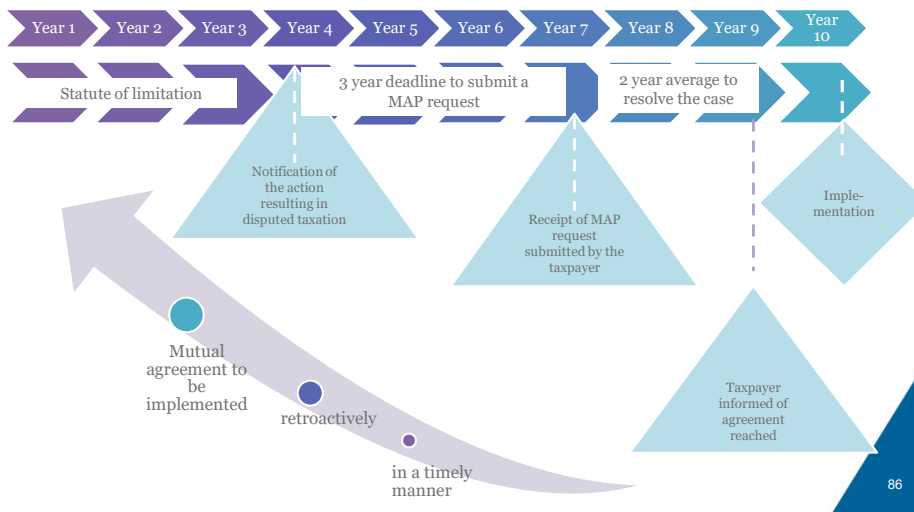 Year 1
Year 2
Year 3
Year 4
Year 5
Year 6
Year 7
Year 8
Year 9
Year
10
Statute of limitation
3 year deadline to submit a
MAP request
2 year average to
resolve the case
Notification of
the action
resulting in
disputed taxation
Receipt of MAP
request
submitted by the
taxpayer
Imple-
mentation
Mutual
agreement to
be
implemented
retroactively
in a timely
manner
Taxpayer
informed of
agreement
reached
86